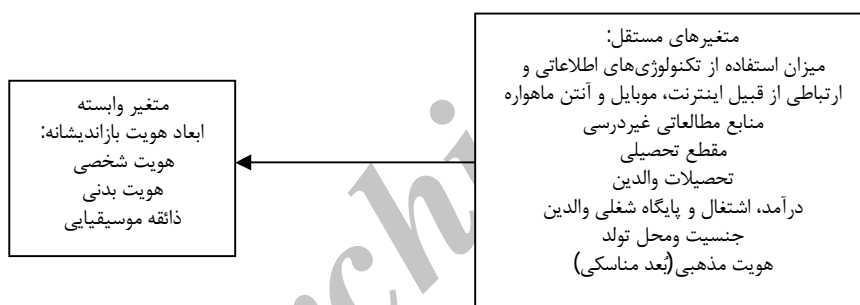 متغیرهای مستقل:
میزان استفاده از تکنولوژی‌های اطلاعاتی و
ارتباطی از قبیل اینترنت، موبایل و آنتن ماهواره
منابع مطالعاتی غیردرسی
مقطع تحصیلی
تحصیلات والدین
درآمد، اشتغال و پایگاه شغلی والدین
جنسیت ومحل تولد
هویت مذهبی(بُعد مناسکی)
متغیر وابسته
ابعاد هویت بازاندیشانه:
هویت شخصی
هویت بدنی
ذائقه موسیقیایی
rchi